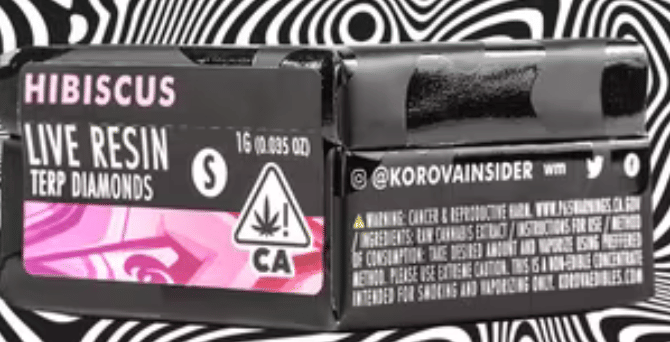 HIBISCUS
LIVE RESIN
TERP DIAMONDS
S
1G (0.035 OZ)
!
CA
@KOROVAINSIDER wm
WARNING: CANCER & REPRODUCTIVE HARM. WWW.P65WARNINGS.CA.GOV
/ INGREDIENTS: RAW CANNABIS EXTRACT / INSTRUCTIONS FOR USE / METHOD
OF CONSUMPTION: TAKE DESIRED AMOUNT AND VAPORIZE USING PREFERRED
METHOD. PLEASE USE EXTREME CAUTION. THIS IS A NON-EDIBLE CONCENTRATE
INTENDED FOR SMOKING AND VAPORIZING ONLY. KOROVAEDIBLES.COM